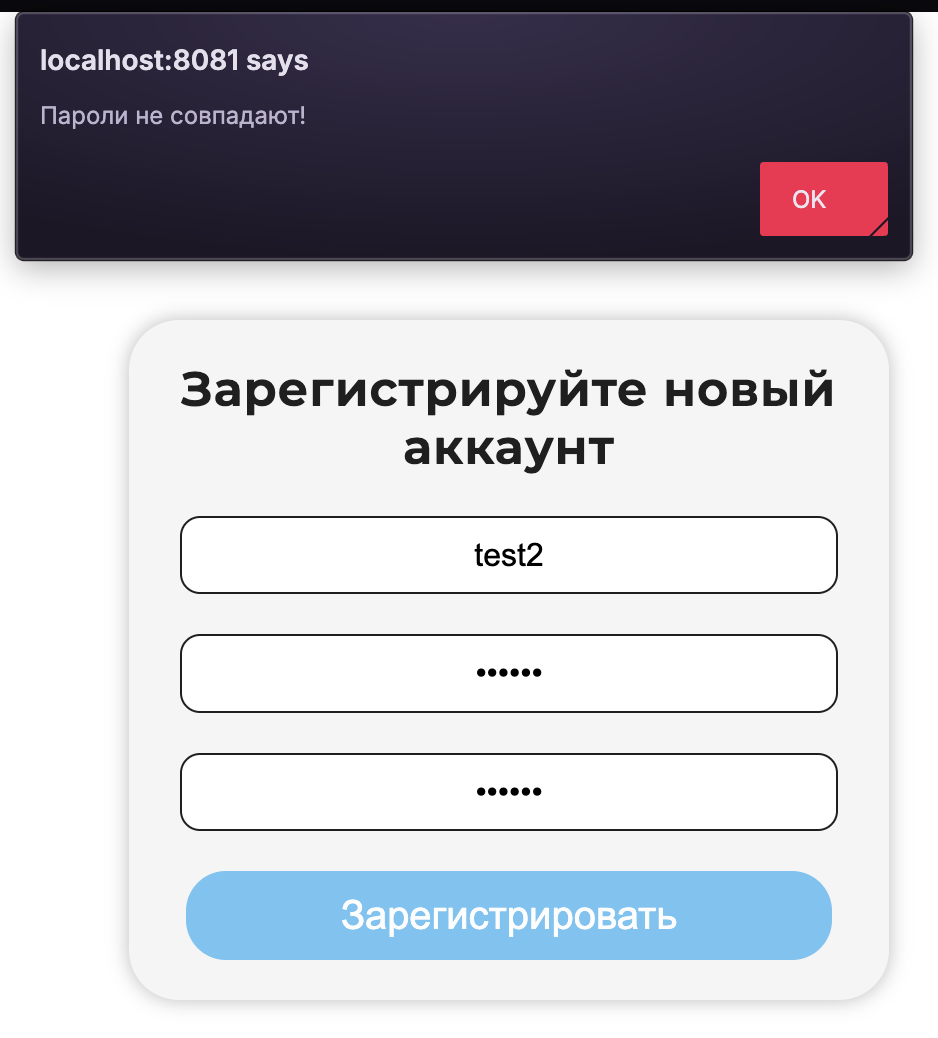 localhost:8081 says
Пароли не совпадают!
OK
Зарегистрируйте новый
аккаунт
test2
••••••
••••••
Зарегистрировать